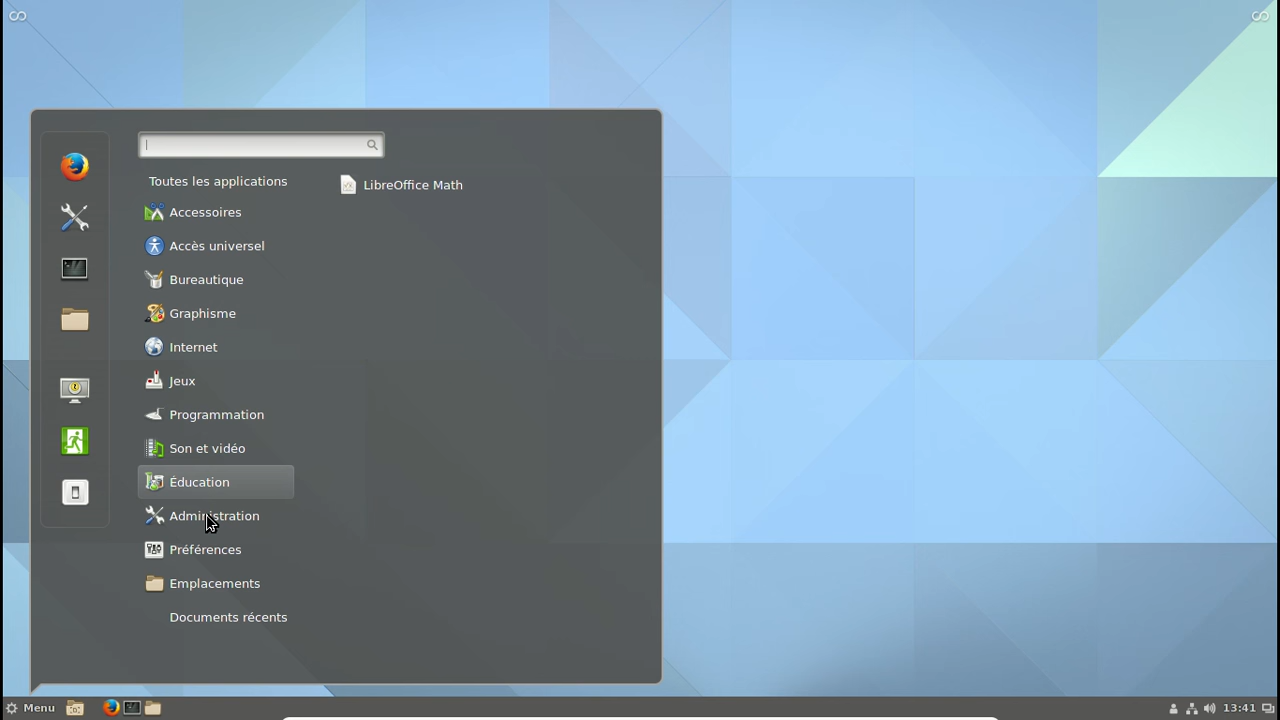 Toutes les applications
LibreOffice Math
Accessoires
Accès universel
Bureautique
Graphisme
Internet
Jeux
Programmation
Son et vidéo
Éducation
Administration
Préférences
Emplacements
Documents récents
Menu
13:41